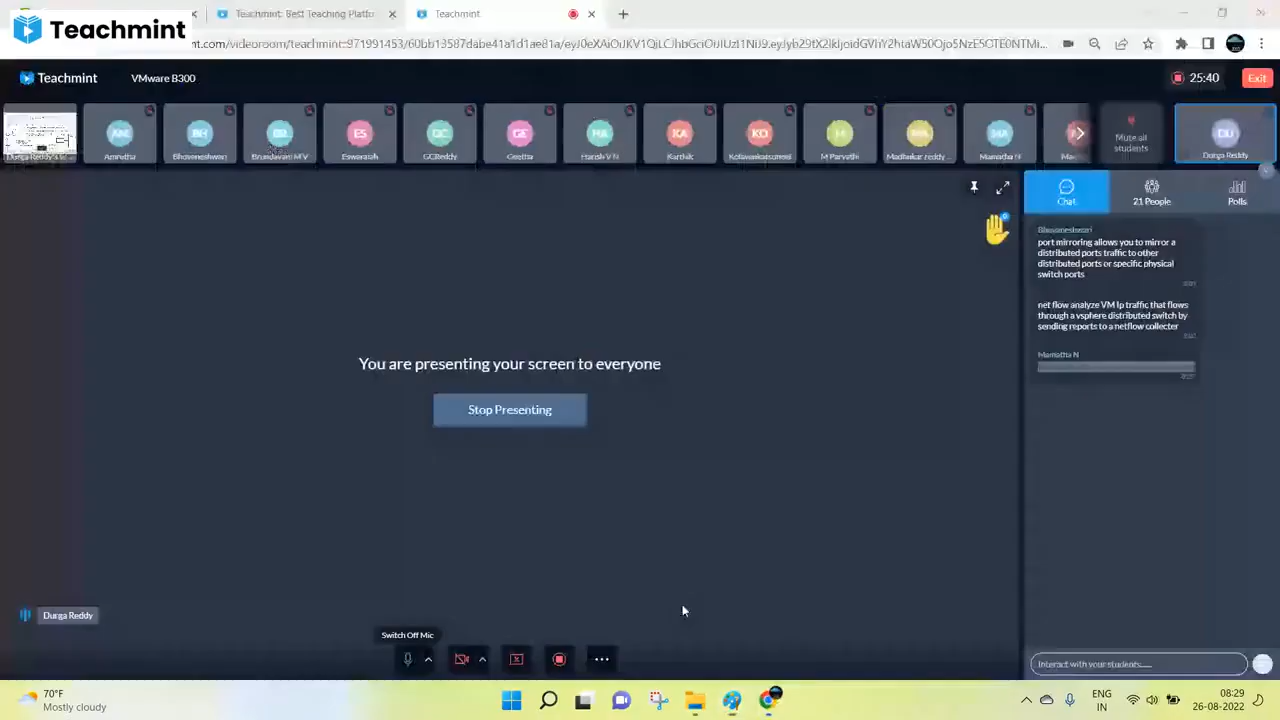 Teachmint
Teachmint: Best Teaching Platfo
Teachmint
Teachmint
VMware B300
25:40
Exit
Amrutha
Bhuvaneshwari
Brundavan M V
Eswaraiah
GCReddy
Geetha
Harish V N
Karthik
M Parvathi
Madhukar reddy
Mamatha N
Mute all
students
Durga Reddy
Chat
21 People
Polls
Bhuvaneshwari
port mirroring allows you to mirror a
distributed ports traffic to other
distributed ports or specific physical
switch ports
net flow analyze VM Ip traffic that flows
through a vsphere distributed switch by
sending reports to a netflow collecter
Mamatha N
You are presenting your screen to everyone
Stop Presenting
Durga Reddy
Switch Off Mic
Interact with your students.....
70°F
Mostly cloudy
ENG
IN
08:29
26-08-2022